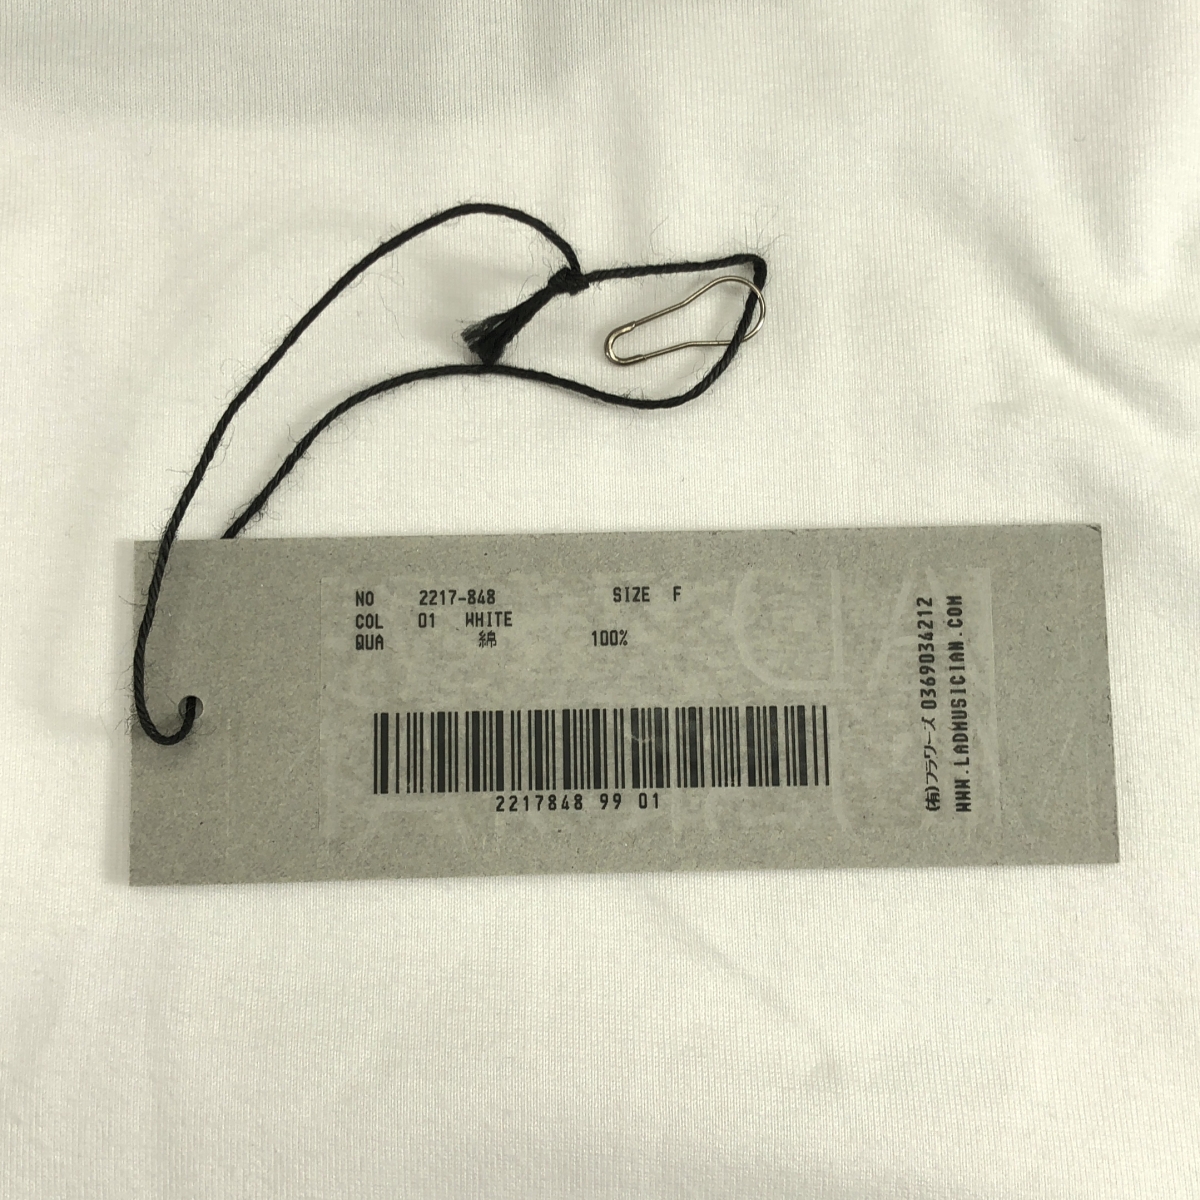 NO 2217-848 SIZE F
COL 01 WHITE
QUA 綿 100%
2217848 99 01
(有)フラワーズ 0369034212
WWW.LADMUSICIAN.COM